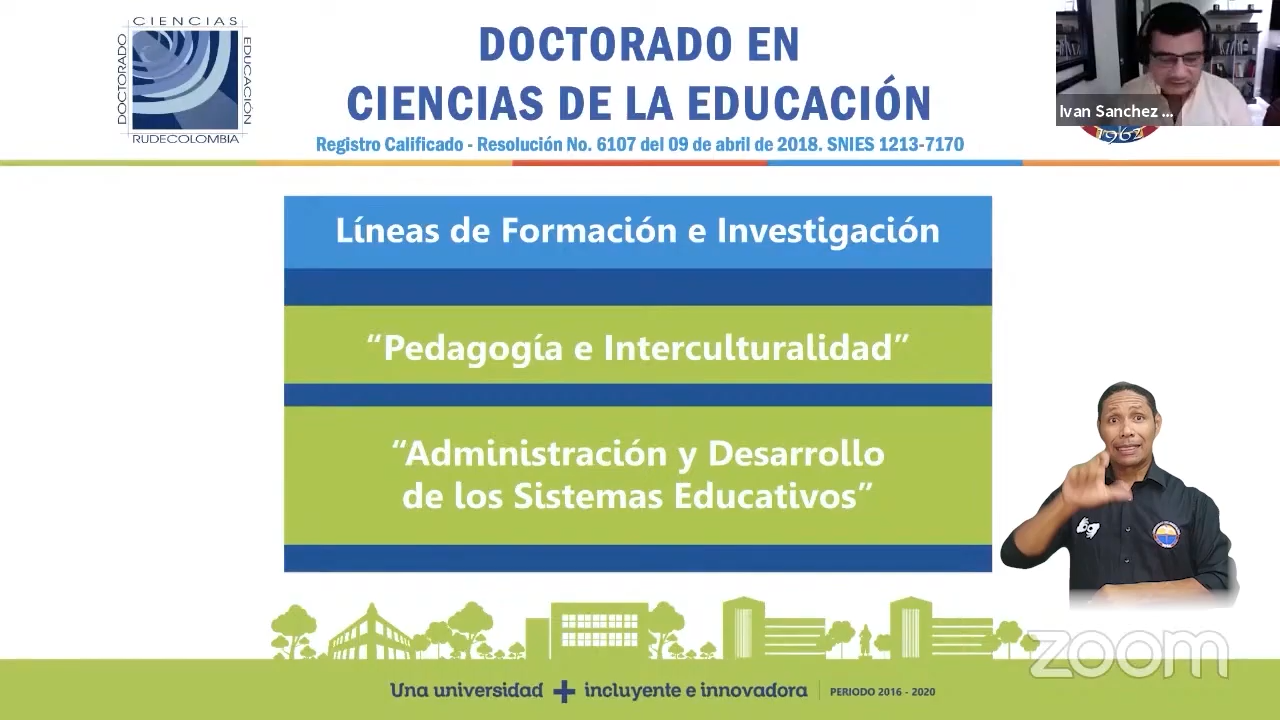 CIENCIAS
DOCTORADO
EDUCACIÓN
RUDECOLOMBIA
DOCTORADO EN
CIENCIAS DE LA EDUCACIÓN
Registro Calificado - Resolución No. 6107 del 09 de abril de 2018. SNIES 1213-7170
Ivan Sanchez ...
1962
Líneas de Formación e Investigación
“Pedagogía e Interculturalidad”
“Administración y Desarrollo
de los Sistemas Educativos”
zoom
Una universidad + incluyente e innovadora PERIODO 2016 - 2020